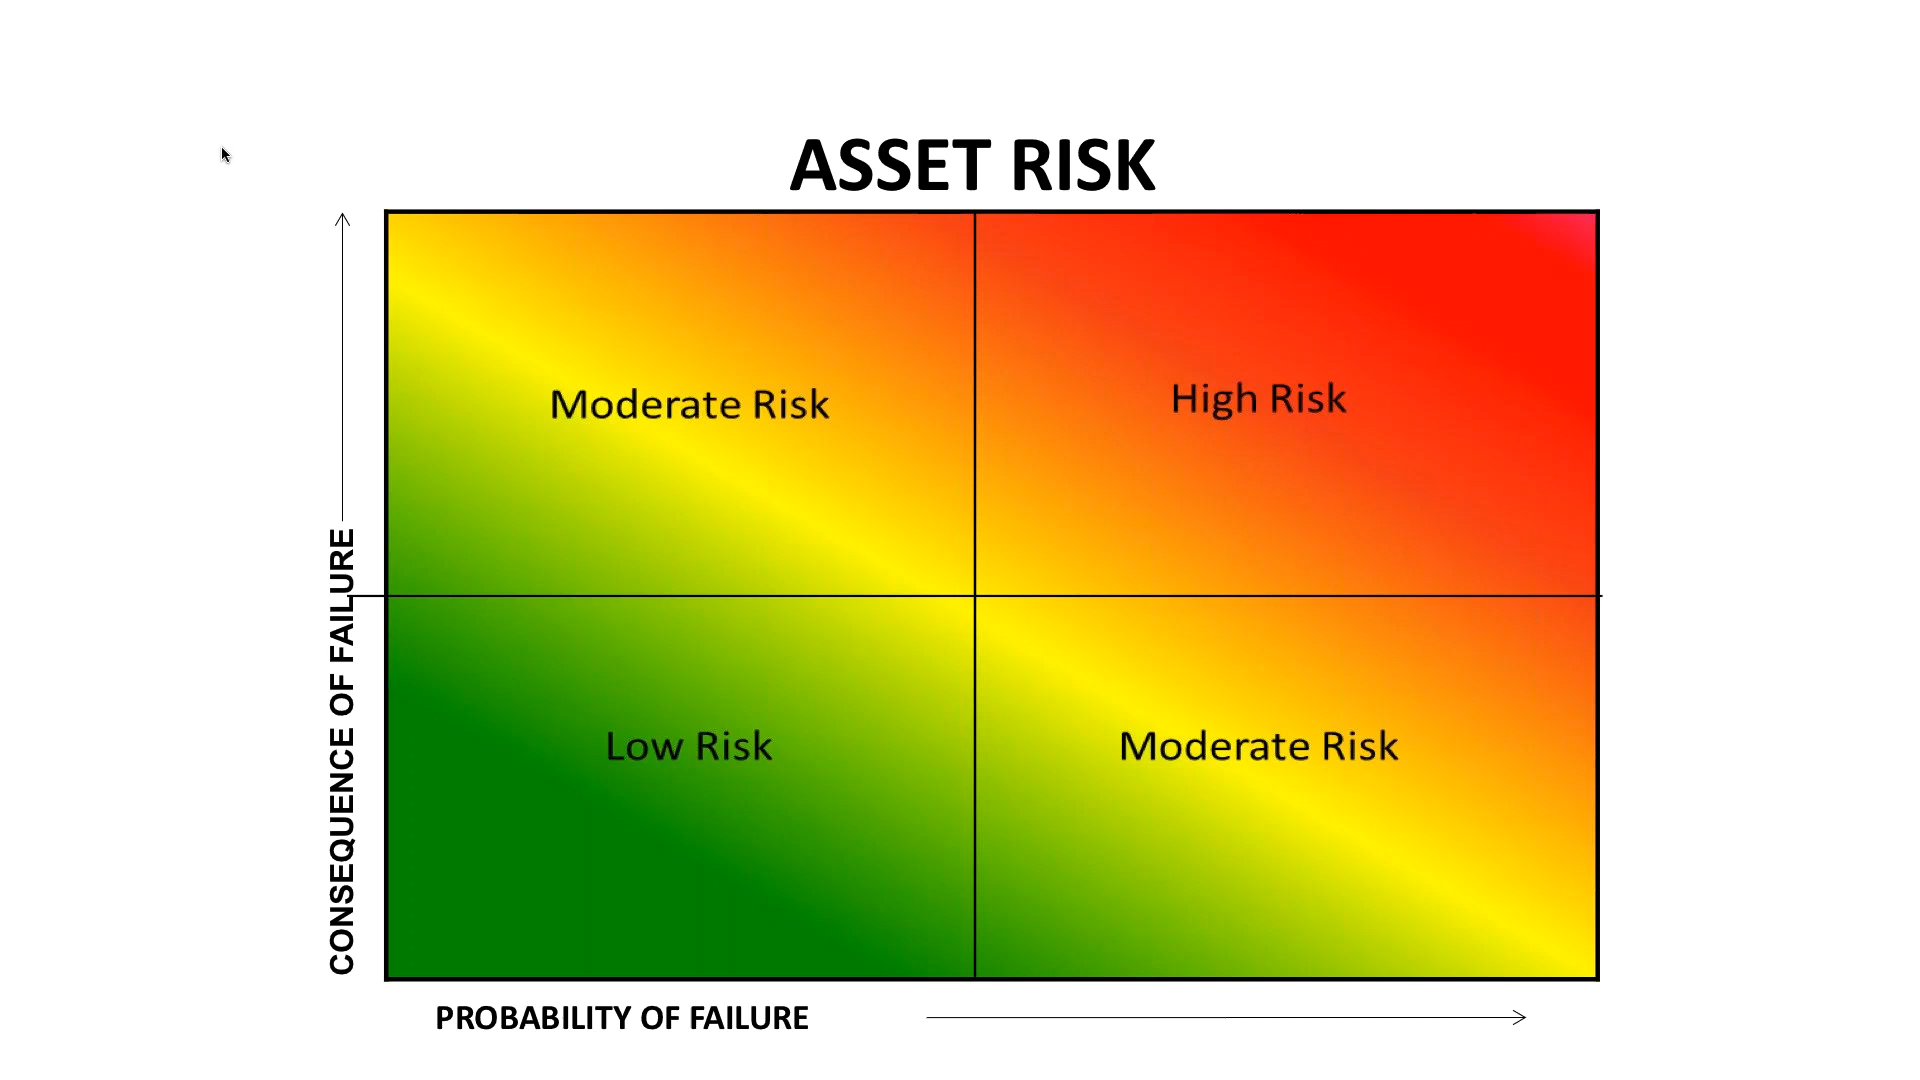 ASSET RISK
Moderate Risk
High Risk
CONSEQUENCE OF FAILURE
Low Risk
Moderate Risk
PROBABILITY OF FAILURE